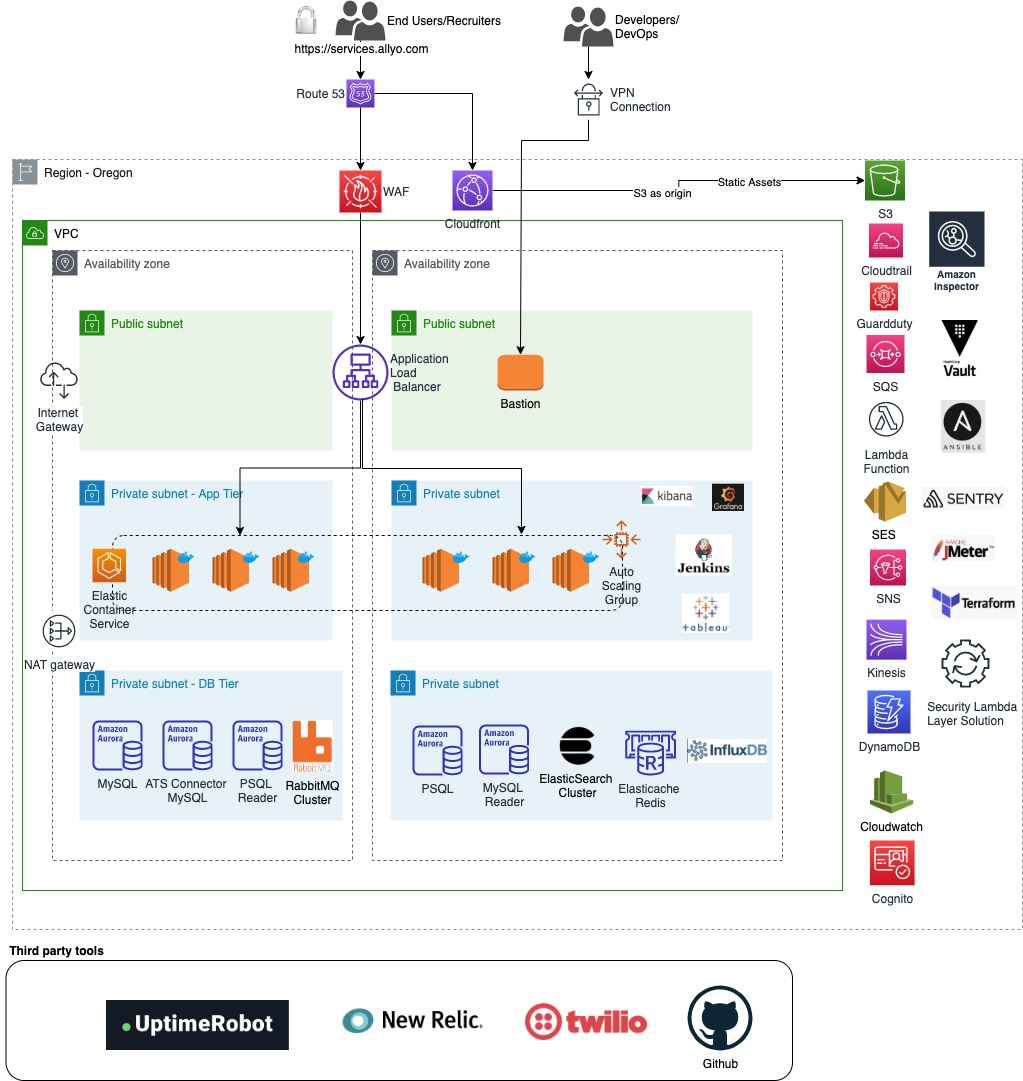 End Users/Recruiters
https://services.allyo.com
Developers/
DevOps
Route 53
53
VPN
Connection
Region - Oregon
WAF
Cloudfront
S3 as origin
Static Assets
S3
VPC
Availability zone
Availability zone
Cloudtrail
Amazon
Inspector
Guardduty
Public subnet
Public subnet
Application
Load
Balancer
Bastion
Internet
Gateway
SQS
HashiCorp
Vault
Lambda
Function
ANSIBLE
Private subnet - App Tier
Private subnet
kibana
Grafana
SES
SENTRY
Elastic
Container
Service
Auto
Scaling
Group
Jenkins
+ableau
SNS
APACHE
JMeter™
Terraform
NAT gateway
Kinesis
Security Lambda
Layer Solution
DynamoDB
Private subnet - DB Tier
Private subnet
Amazon
Aurora
MySQL
Amazon
Aurora
ATS Connector
MySQL
Amazon
Aurora
PSQL
Reader
RabbitMQ
RabbitMQ
Cluster
Amazon
Aurora
PSQL
Amazon
Aurora
MySQL
Reader
ElasticSearch
Cluster
R
Elasticache
Redis
InfluxDB
Cloudwatch
Cognito
Third party tools
UptimeRobot
New Relic.
twilio
Github